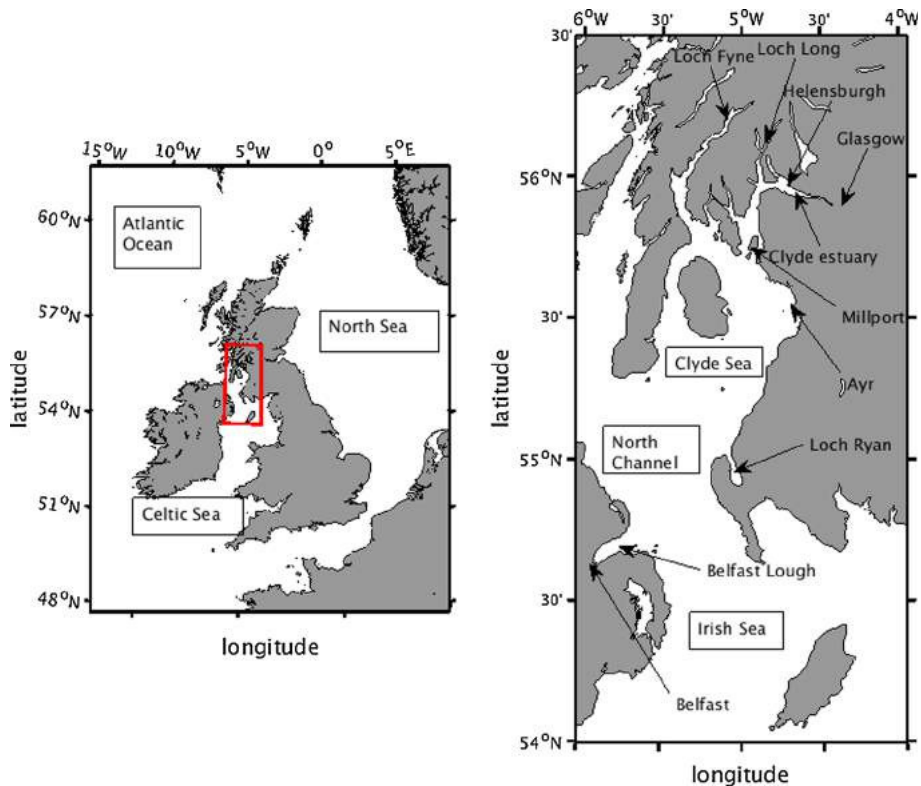 15°W 10°W 5°W 0° 5°E
60°N
57°N
54°N
51°N
48°N
latitude
longitude
Atlantic
Ocean
North Sea
Celtic Sea
6°W 30' 5°W 30' 4°W
30'
56°N
30'
55°N
30'
54°N
latitude
longitude
Loch Fyne
Loch Long
Helensburgh
Glasgow
Clyde estuary
Millport
Clyde Sea
Ayr
North
Channel
Loch Ryan
Belfast Lough
Irish Sea
Belfast